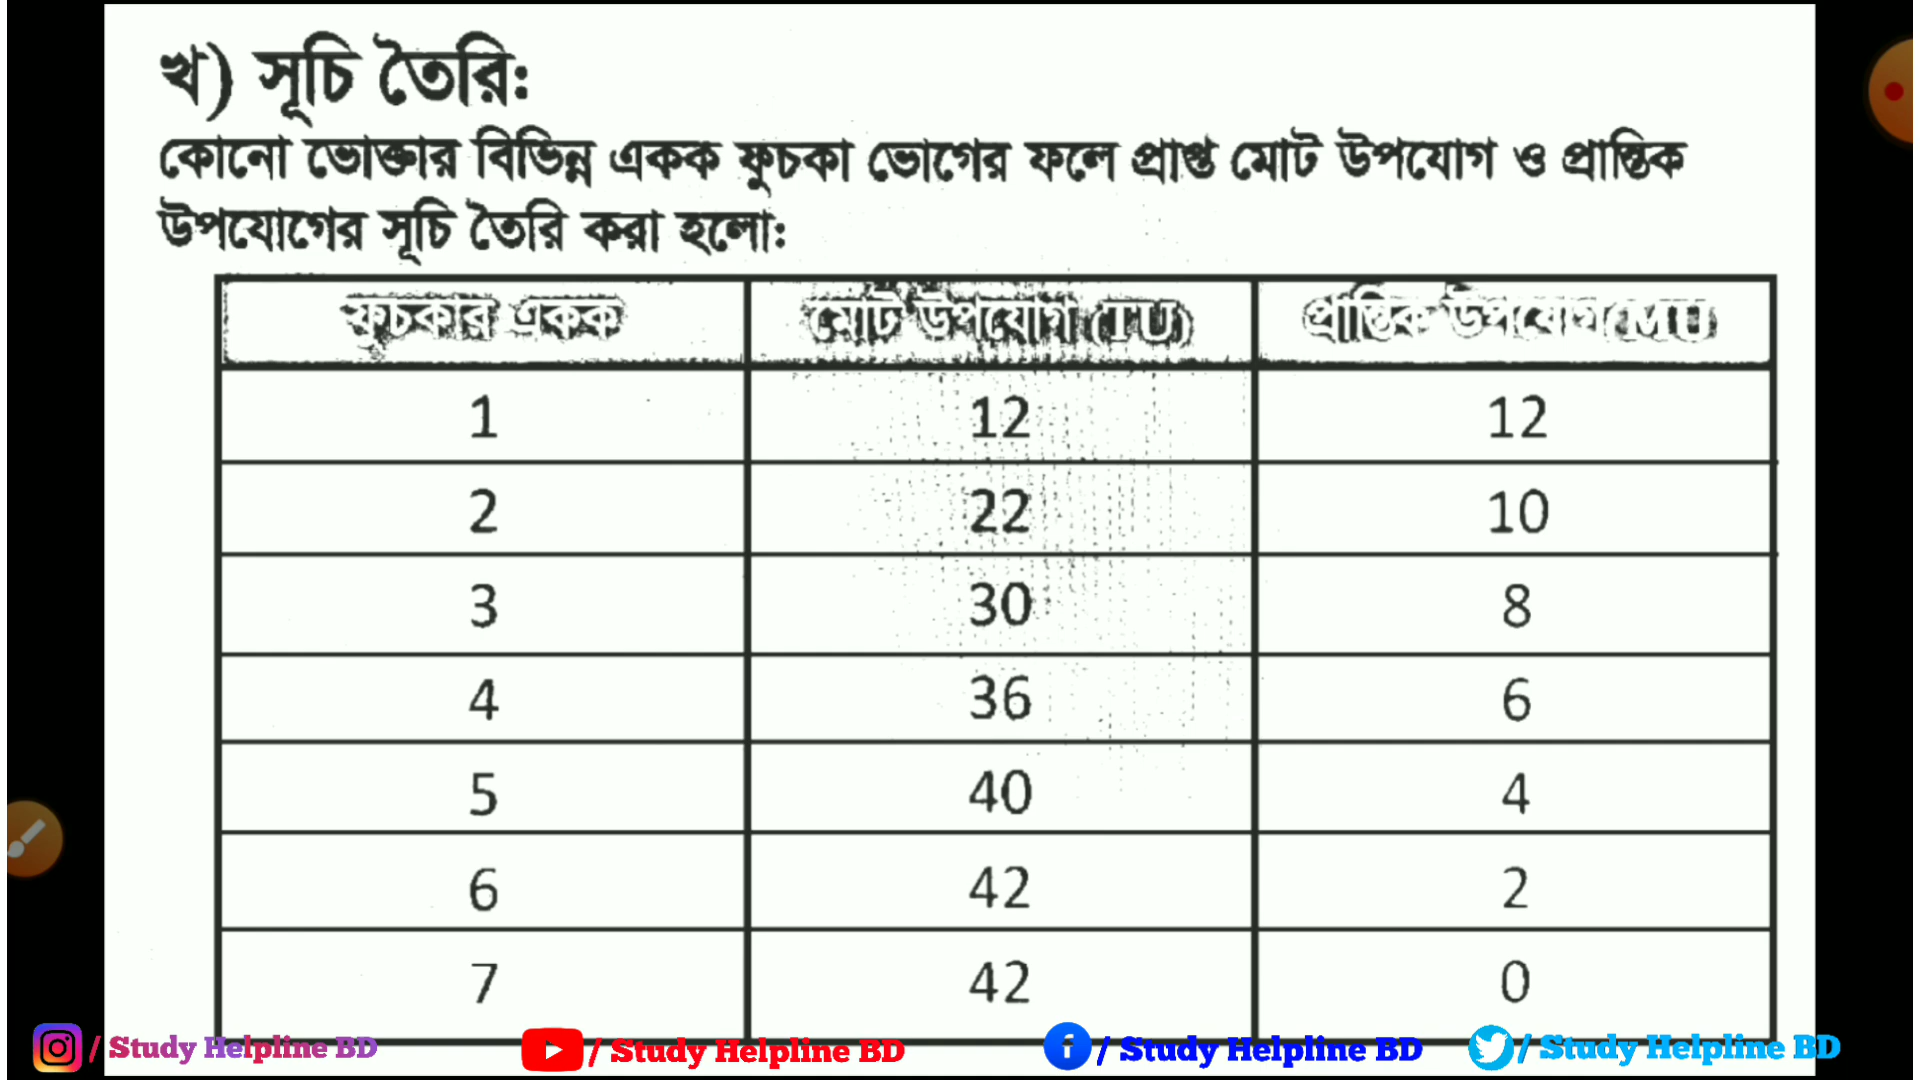 খ) সূচি তৈরি:
কোনো ভোক্তার বিভিন্ন একক ফুচকা ভোগের ফলে প্রাপ্ত মোট উপযোগ ও প্রান্তিক
উপযোগের সূচি তৈরি করা হলো:
ফুচকার একক মোট উপযোগ (TU) প্রান্তিক উপযোগ(MU)
1 12 12
2 22 10
3 30 8
4 36 6
5 40 4
6 42 2
7 42 0
/ Study Helpline BD / Study Helpline BD / Study Helpline BD / Study Helpline BD